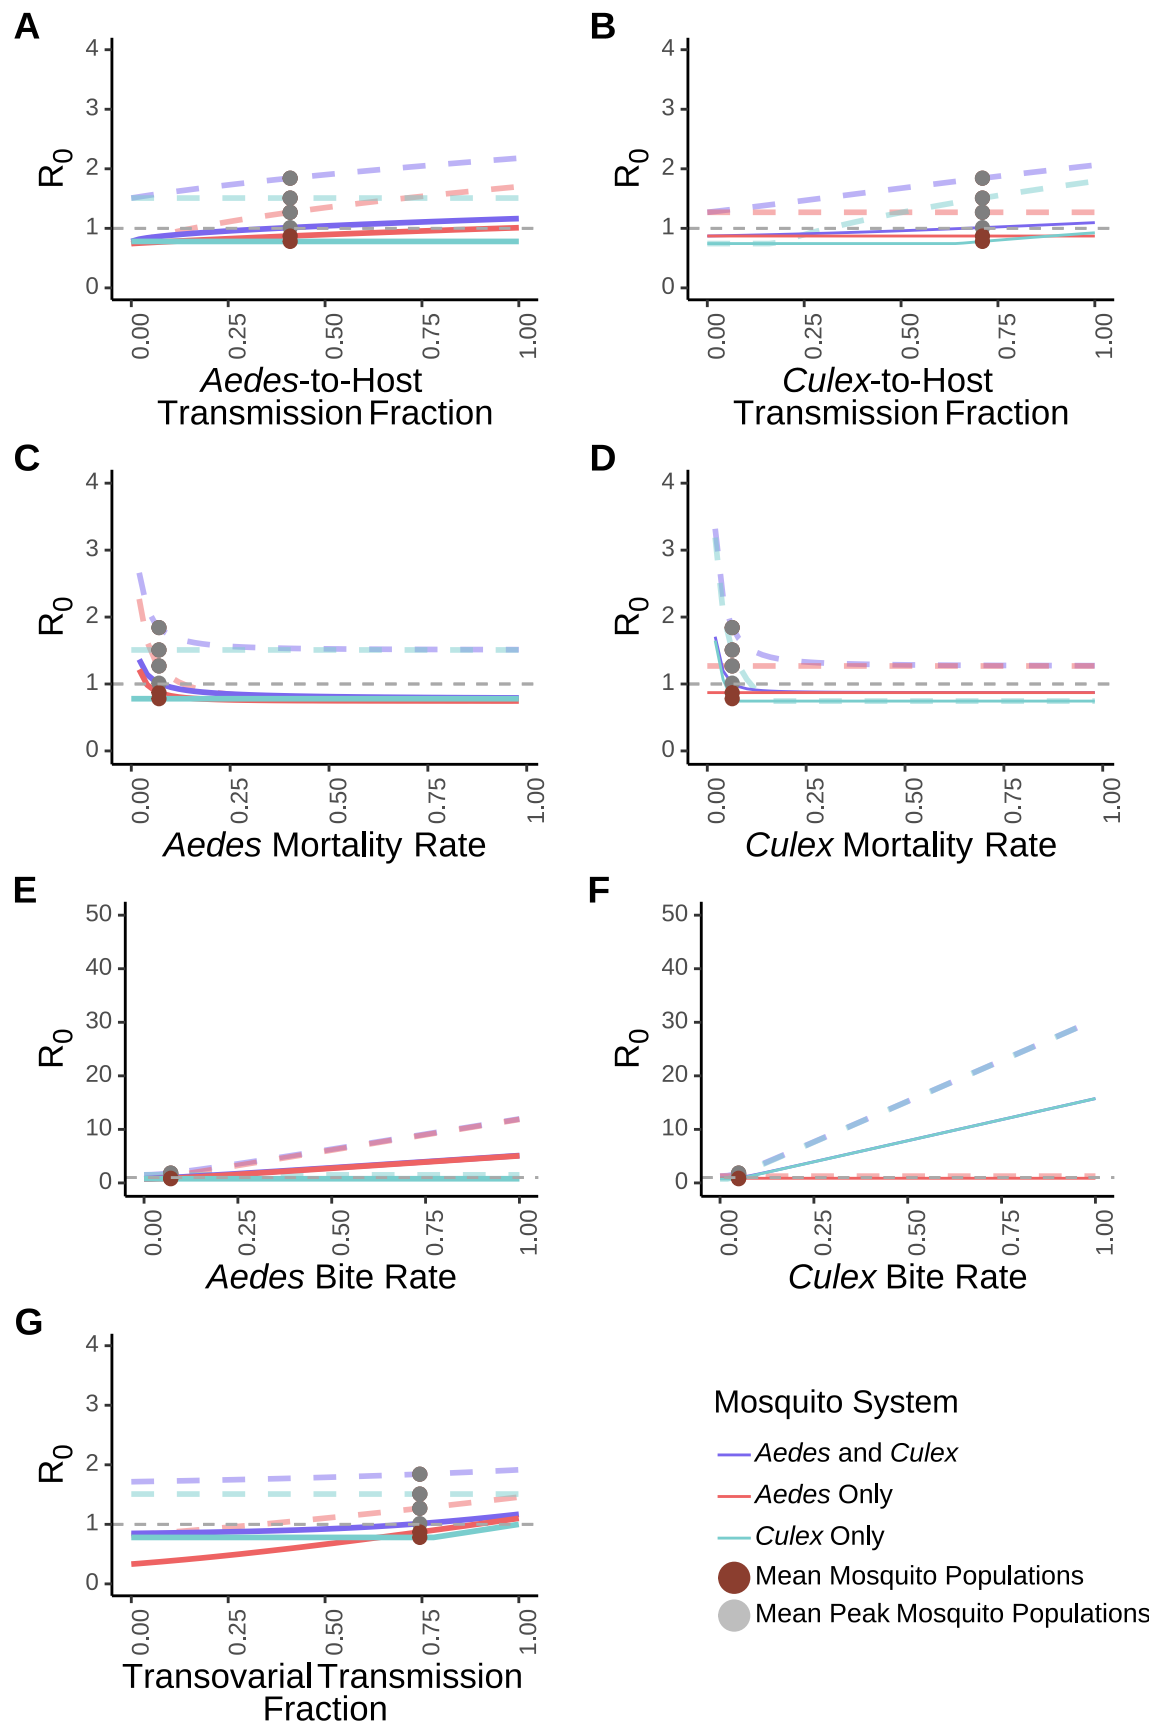 A
4
3
2
1
0
R0
0.00
0.25
0.50
0.75
1.00
Aedes-to-Host
Transmission Fraction
B
4
3
2
1
0
R0
0.00
0.25
0.50
0.75
1.00
Culex-to-Host
Transmission Fraction
C
4
3
2
1
0
R0
0.00
0.25
0.50
0.75
1.00
Aedes Mortality Rate
D
4
3
2
1
0
R0
0.00
0.25
0.50
0.75
1.00
Culex Mortality Rate
E
50
40
30
20
10
0
R0
0.00
0.25
0.50
0.75
1.00
Aedes Bite Rate
F
50
40
30
20
10
0
R0
0.00
0.25
0.50
0.75
1.00
Culex Bite Rate
G
4
3
2
1
0
R0
0.00
0.25
0.50
0.75
1.00
Transovarial Transmission
Fraction
Mosquito System
Aedes and Culex
Aedes Only
Culex Only
Mean Mosquito Populations
Mean Peak Mosquito Populations